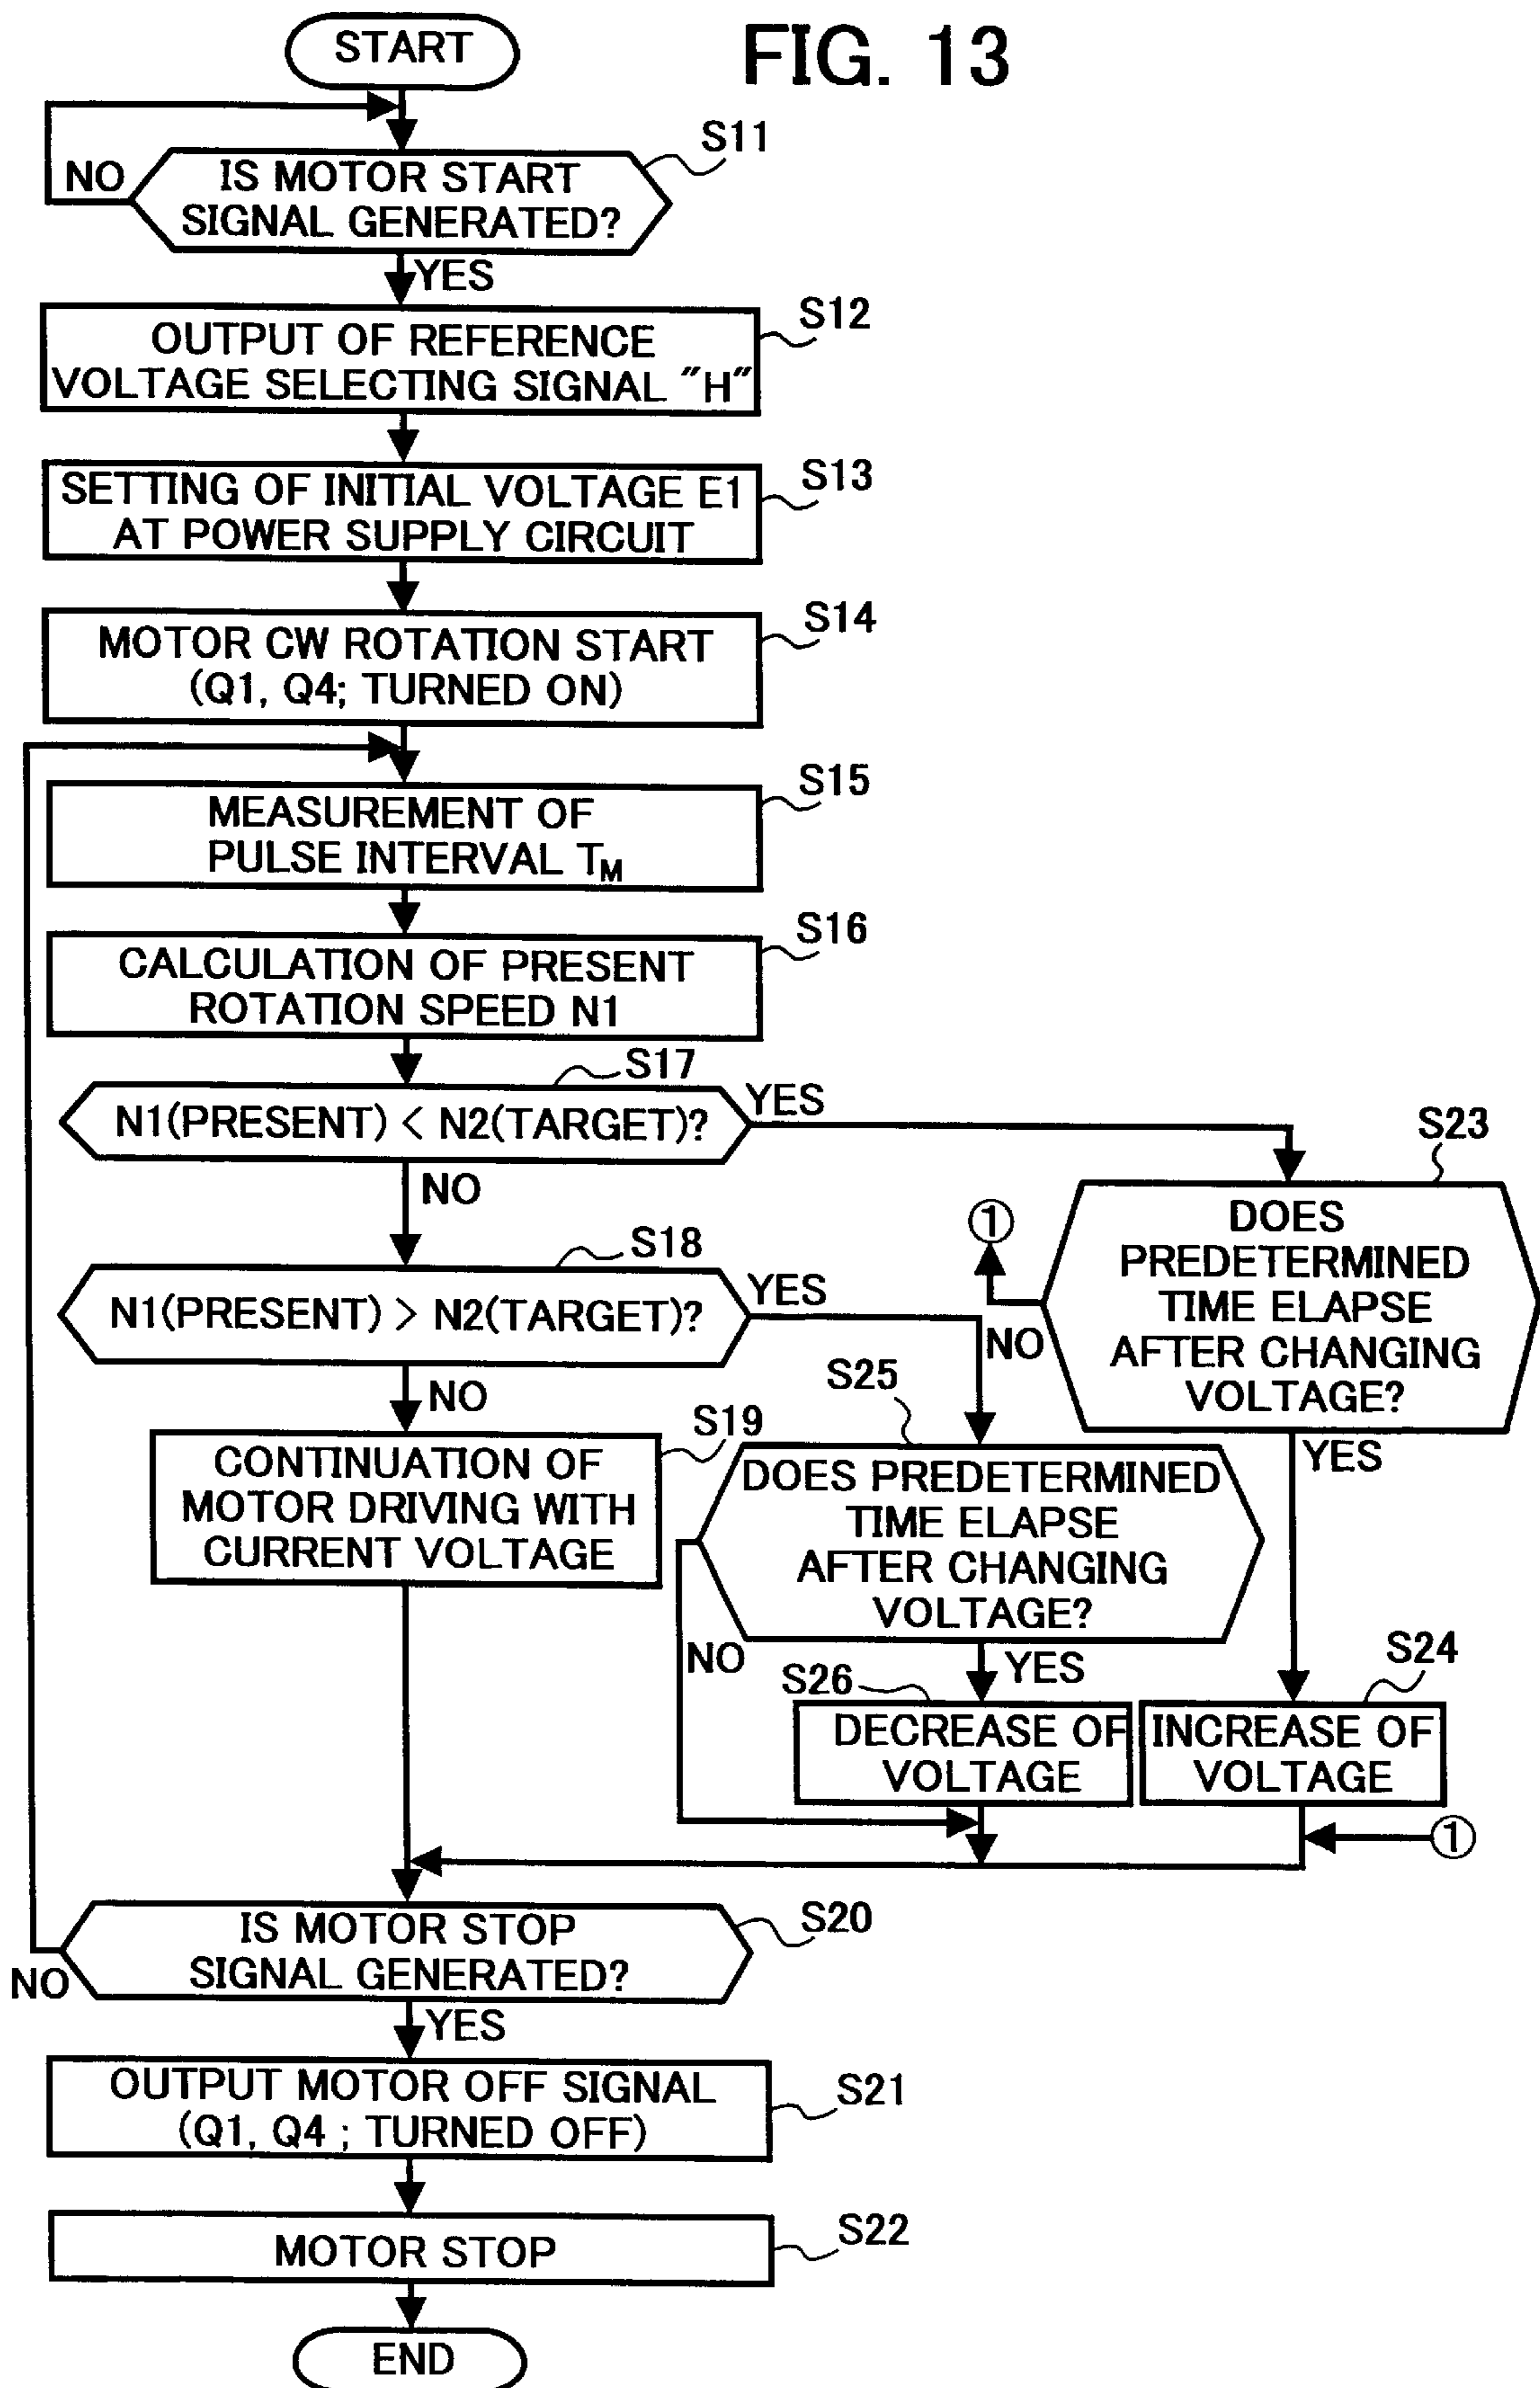 FIG. 13
START
S11
NO
IS MOTOR START
SIGNAL GENERATED?
YES
S12
OUTPUT OF REFERENCE
VOLTAGE SELECTING SIGNAL "H"
S13
SETTING OF INITIAL VOLTAGE E1
AT POWER SUPPLY CIRCUIT
S14
MOTOR CW ROTATION START
(Q1, Q4; TURNED ON)
S15
MEASUREMENT OF
PULSE INTERVAL TM
S16
CALCULATION OF PRESENT
ROTATION SPEED N1
S17
N1(PRESENT) < N2(TARGET)?
YES
NO
S23
①
DOES
PREDETERMINED
TIME ELAPSE
AFTER CHANGING
VOLTAGE?
NO
YES
S18
N1(PRESENT) > N2(TARGET)?
YES
NO
S19
CONTINUATION OF
MOTOR DRIVING WITH
CURRENT VOLTAGE
S25
DOES PREDETERMINED
TIME ELAPSE
AFTER CHANGING
VOLTAGE?
NO
YES
S26
DECREASE OF
VOLTAGE
S24
INCREASE OF
VOLTAGE
①
S20
IS MOTOR STOP
SIGNAL GENERATED?
NO
YES
S21
OUTPUT MOTOR OFF SIGNAL
(Q1, Q4 ; TURNED OFF)
S22
MOTOR STOP
END